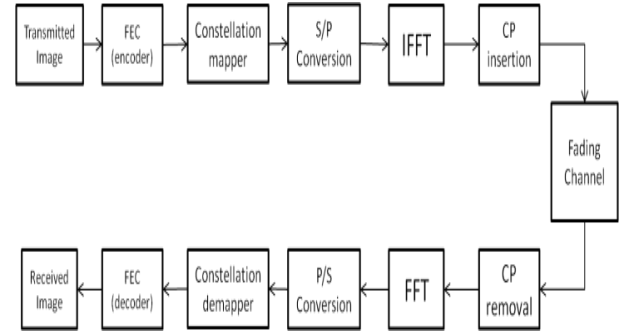 Transmitted
Image
FEC
(encoder)
Constellation
mapper
S/P
Conversion
IFFT
CP
insertion
Fading
Channel
Received
Image
FEC
(decoder)
Constellation
demapper
P/S
Conversion
FFT
CP
removal